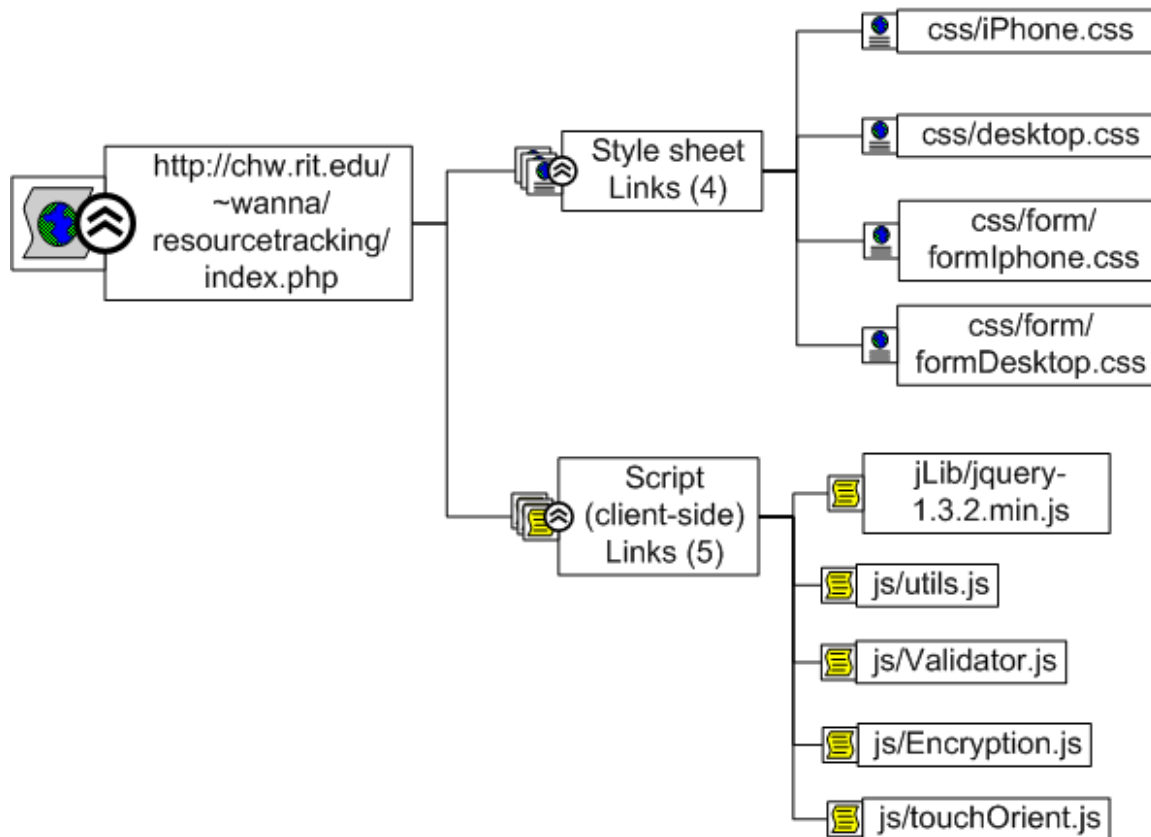 http://chw.rit.edu/
~wanna/
resourcetracking/
index.php
Style sheet
Links (4)
css/iPhone.css
css/desktop.css
css/form/
formIphone.css
css/form/
formDesktop.css
Script
(client-side)
Links (5)
jLib/jquery-
1.3.2.min.js
js/utils.js
js/Validator.js
js/Encryption.js
js/touchOrient.js